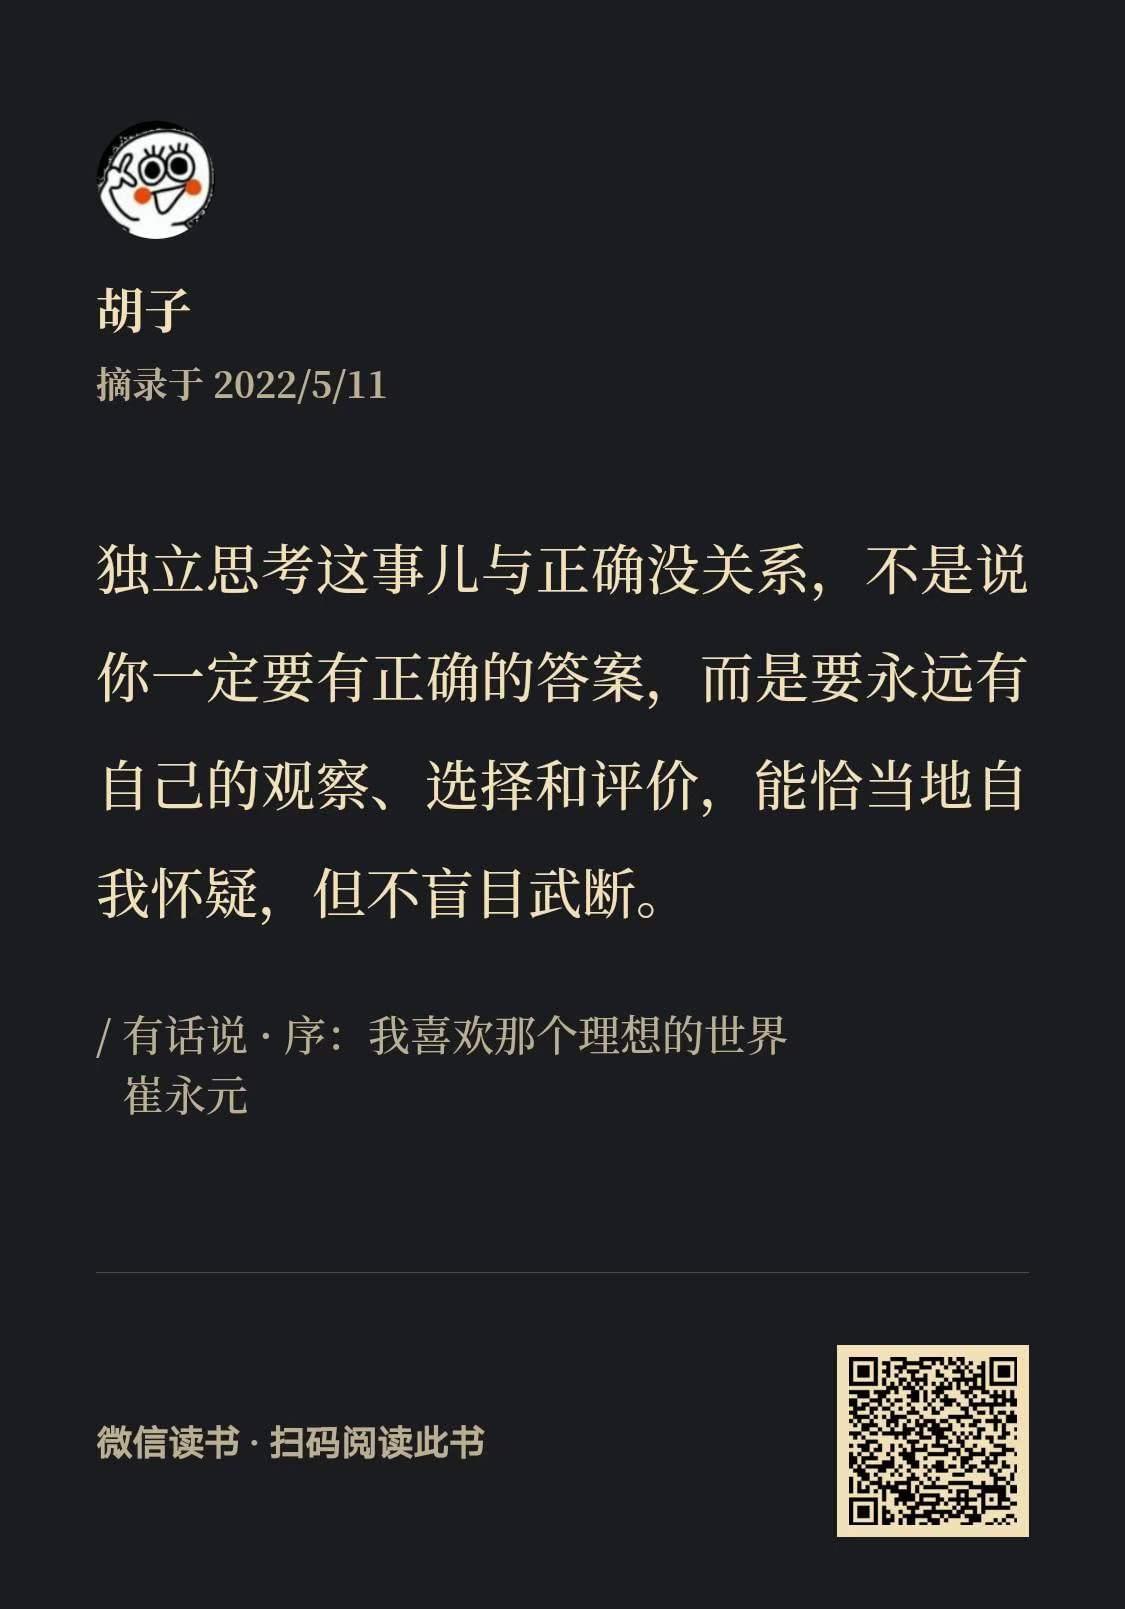 胡子
摘录于 2022/5/11
独立思考这事儿与正确没关系，不是说
你一定要有正确的答案，而是要永远有
自己的观察、选择和评价，能恰当地自
我怀疑，但不盲目武断。
/ 有话说 · 序：我喜欢那个理想的世界
崔永元
微信读书 · 扫码阅读此书